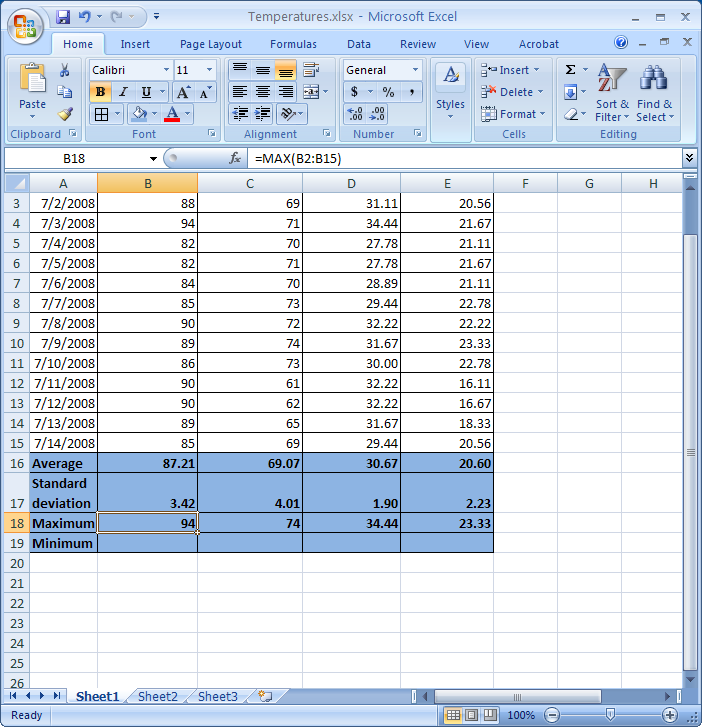 Temperatures.xlsx - Microsoft Excel
Home Insert Page Layout Formulas Data Review View Acrobat
Paste
Clipboard
Calibri 11
B I U A A
A
Font
Alignment
General
$ % ,
.00 .0
Number
Styles
Insert
Delete
Format
Cells
Σ
Sort & Filter
Find & Select
Editing
B18 fx =MAX(B2:B15)
A B C D E F G H
3 7/2/2008 88 69 31.11 20.56
4 7/3/2008 94 71 34.44 21.67
5 7/4/2008 82 70 27.78 21.11
6 7/5/2008 82 71 27.78 21.67
7 7/6/2008 84 70 28.89 21.11
8 7/7/2008 85 73 29.44 22.78
9 7/8/2008 90 72 32.22 22.22
10 7/9/2008 89 74 31.67 23.33
11 7/10/2008 86 73 30.00 22.78
12 7/11/2008 90 61 32.22 16.11
13 7/12/2008 90 62 32.22 16.67
14 7/13/2008 89 65 31.67 18.33
15 7/14/2008 85 69 29.44 20.56
16 Average 87.21 69.07 30.67 20.60
Standard
17 deviation 3.42 4.01 1.90 2.23
18 Maximum 94 74 34.44 23.33
19 Minimum
20
21
22
23
24
25
26
Sheet1 Sheet2 Sheet3
Ready 100%